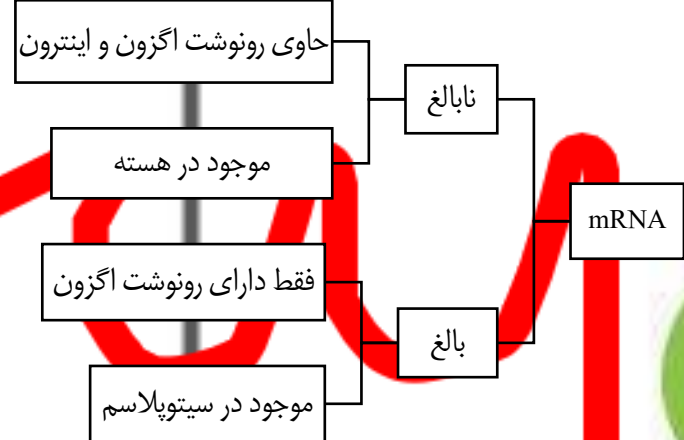 mRNA
نابالغ
حاوی رونوشت اگزون و اینترون
موجود در هسته
بالغ
فقط دارای رونوشت اگزون
موجود در سیتوپلاسم